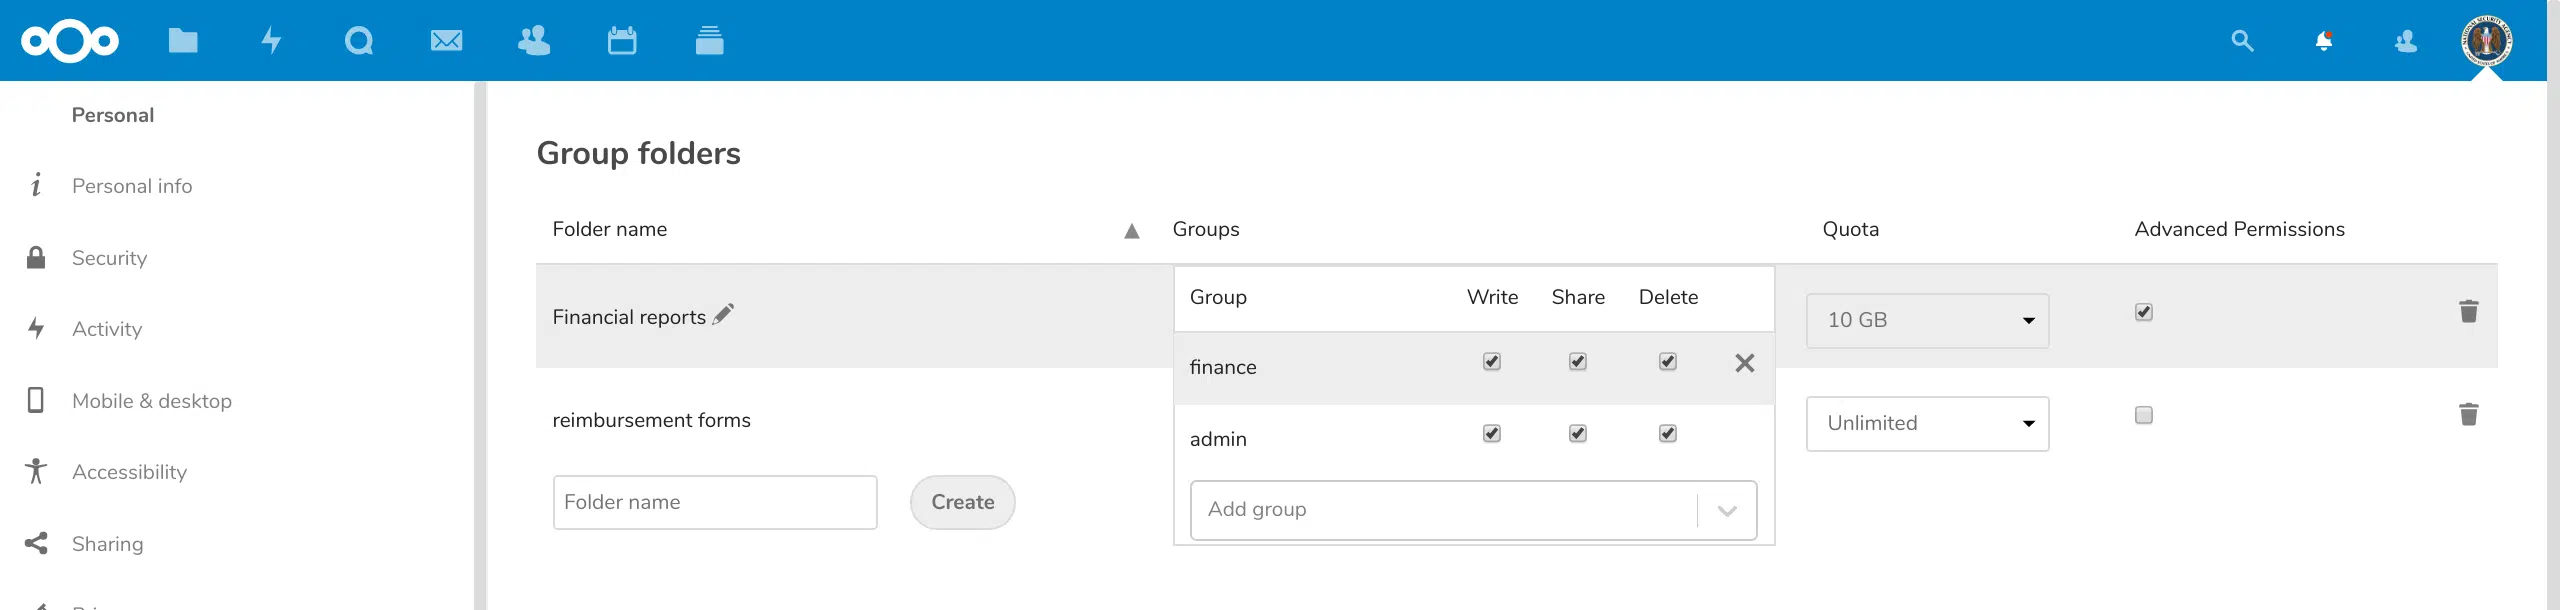 Personal
Personal info
Security
Activity
Mobile & desktop
Accessibility
Sharing
Group folders
Folder name ▲ Groups Quota Advanced Permissions
Financial reports
Group Write Share Delete
finance
admin
Add group
10 GB
reimbursement forms
Unlimited
Folder name
Create